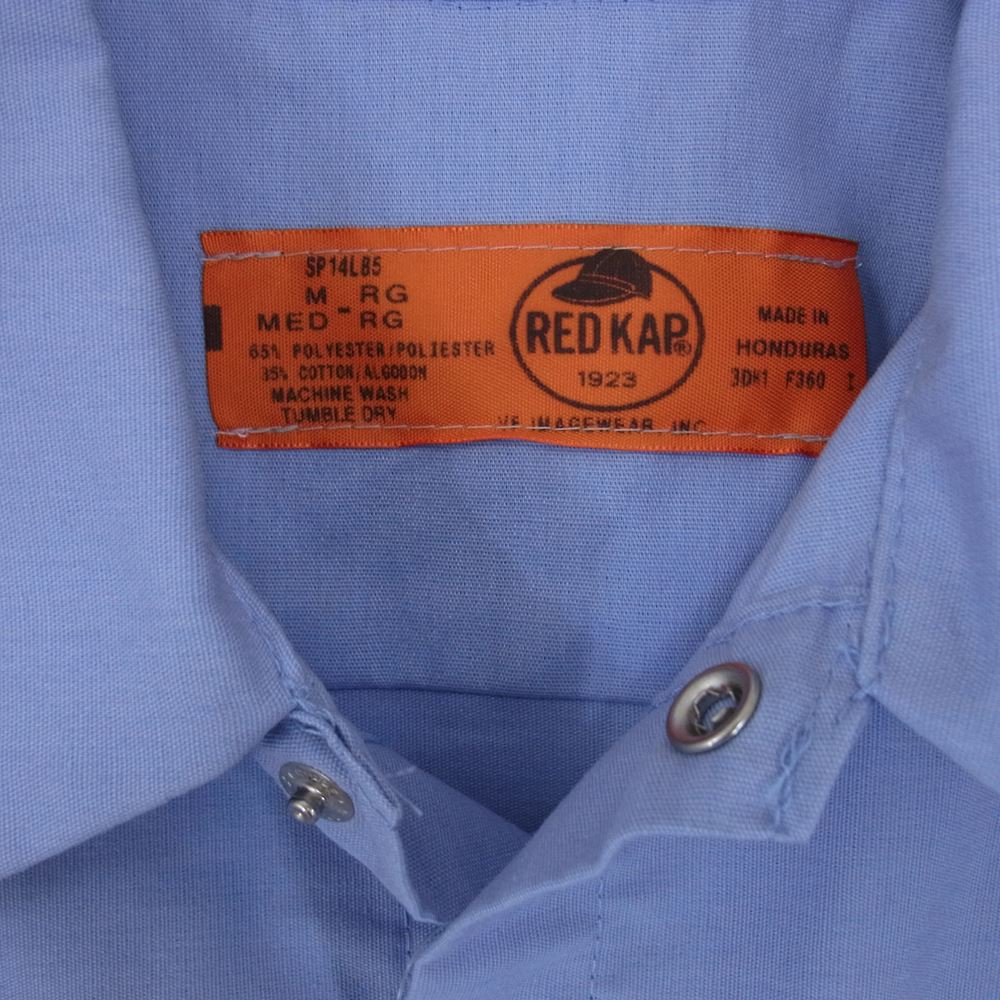 SP14LB5
M - RG
MED - RG
65% POLYESTER/POLIESTER
35% COTTON/ALGODON
MACHINE WASH
TUMBLE DRY
RED KAP®
1923
VF IMAGEWEAR, INC
MADE IN
HONDURAS
F360